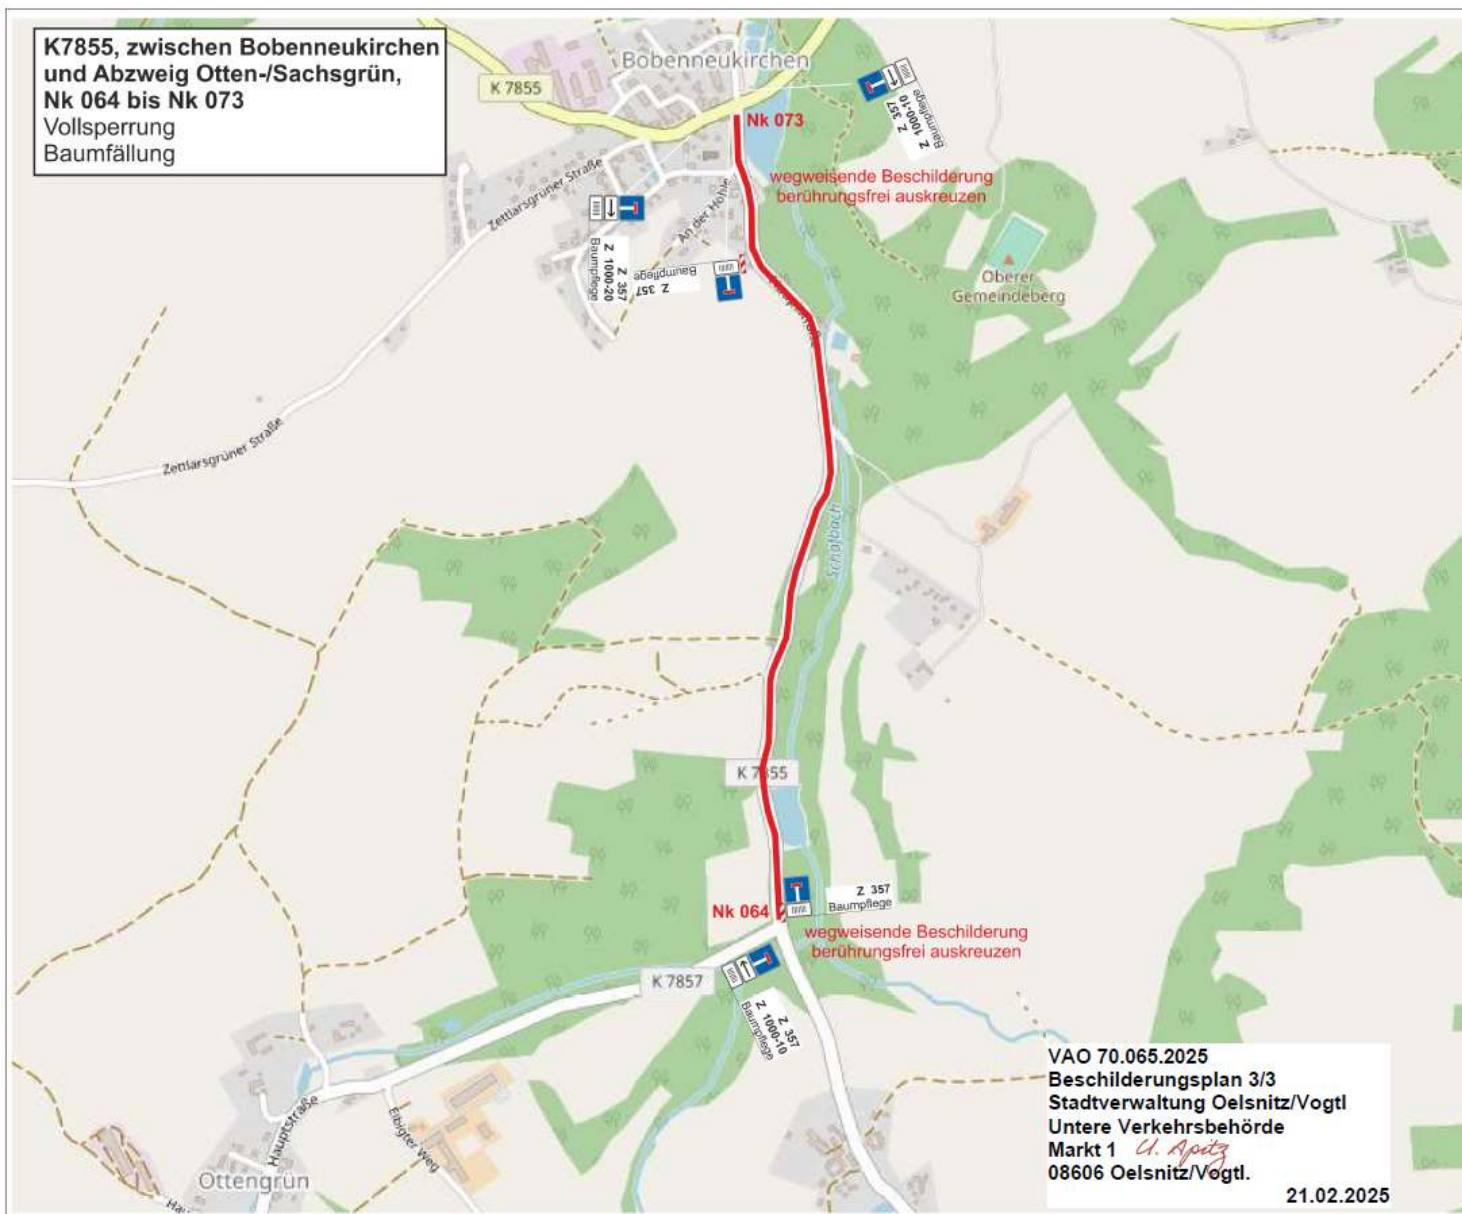 K7855, zwischen Bobenneukirchen
und Abzweig Otten-/Sachsgrün,
Nk 064 bis Nk 073
Vollsperrung
Baumfällung
Bobenneukirchen
K 7855
Nk 073
Z 357
Z 1000-10
Baumpflege
wegweisende Beschilderung
berührungsfrei auskreuzen
Zettlarsgrüner Straße
An der Höhle
Z 357
Z 1000-20
Baumpflege
Z 357
Baumpflege
Oberer
Gemeindeberg
Zettlarsgrüner Straße
Schafbach
K 7855
Z 357
Baumpflege
Nk 064
wegweisende Beschilderung
berührungsfrei auskreuzen
K 7857
Z 357
Z 1000-10
Baumpflege
Hauptstraße
Eibigter Weg
Ottengrün
VAO 70.065.2025
Beschilderungsplan 3/3
Stadtverwaltung Oelsnitz/Vogtl
Untere Verkehrsbehörde
Markt 1 U. Apitz
08606 Oelsnitz/Vogtl.
21.02.2025